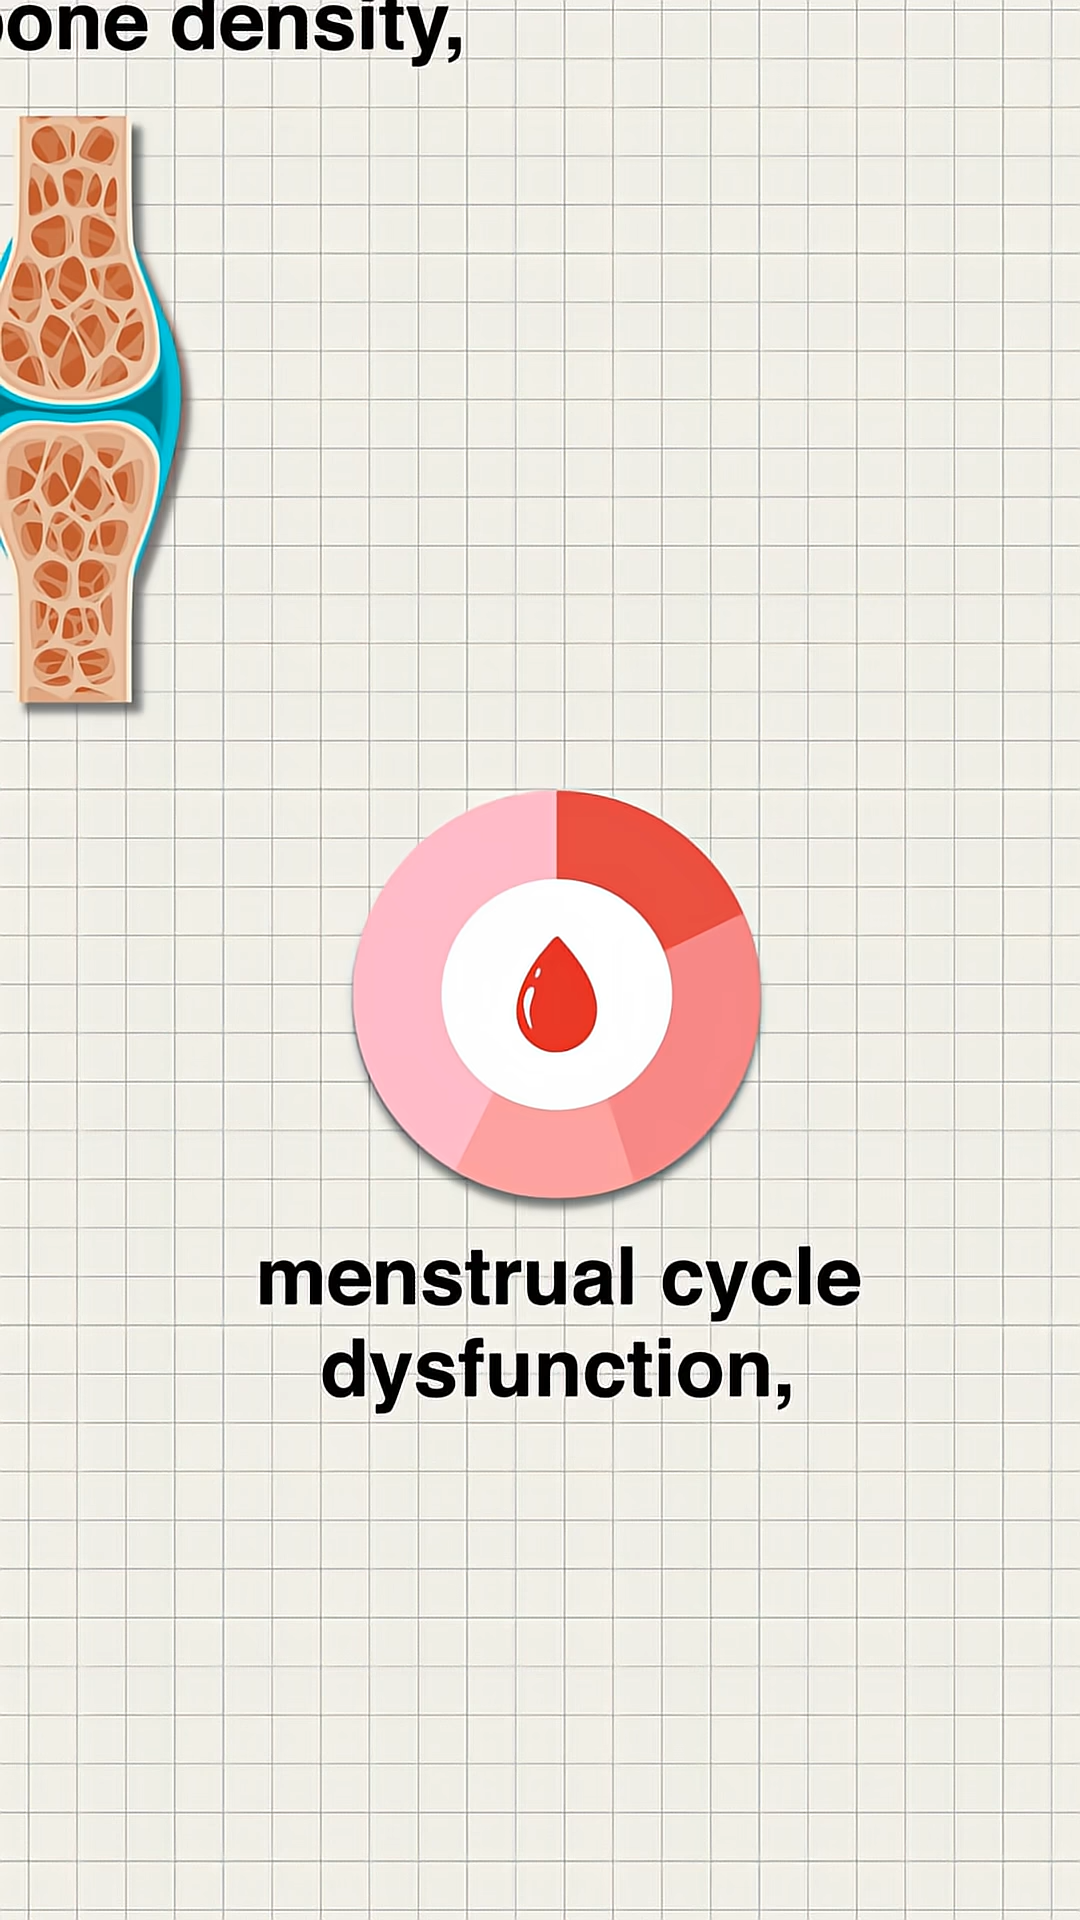 bone density,
menstrual cycle
dysfunction,